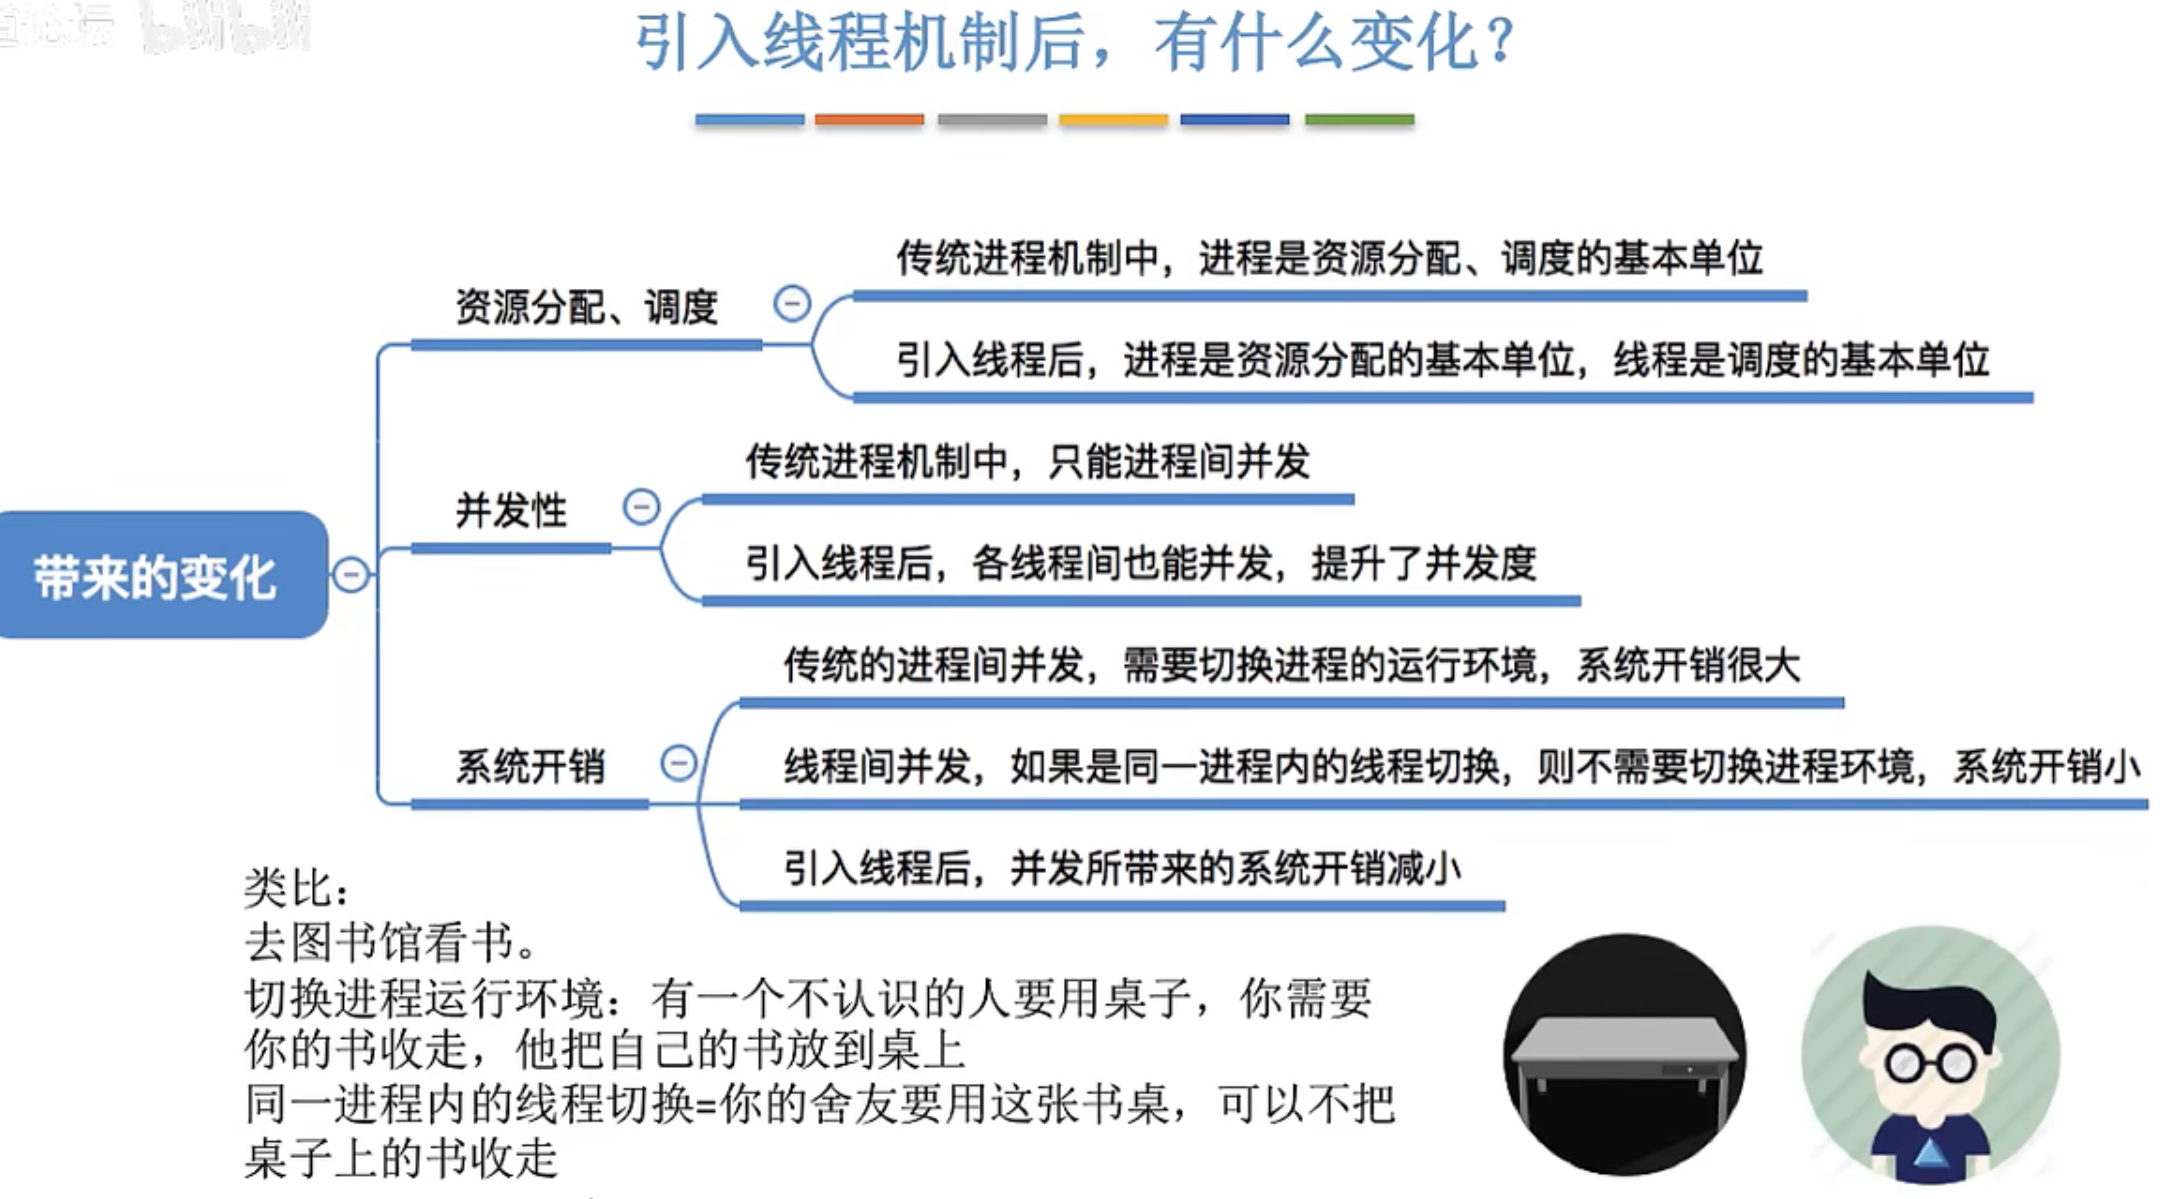 bilibili
引入线程机制后，有什么变化？
传统进程机制中，进程是资源分配、调度的基本单位
资源分配、调度
引入线程后，进程是资源分配的基本单位，线程是调度的基本单位
传统进程机制中，只能进程间并发
并发性
引入线程后，各线程间也能并发，提升了并发度
带来的变化
传统的进程间并发，需要切换进程的运行环境，系统开销很大
系统开销
线程间并发，如果是同一进程内的线程切换，则不需要切换进程环境，系统开销小
引入线程后，并发所带来的系统开销减小
类比：
去图书馆看书。
切换进程运行环境：有一个不认识的人要用桌子，你需要
你的书收走，他把自己的书放到桌上
同一进程内的线程切换=你的舍友要用这张书桌，可以不把
桌子上的书收走